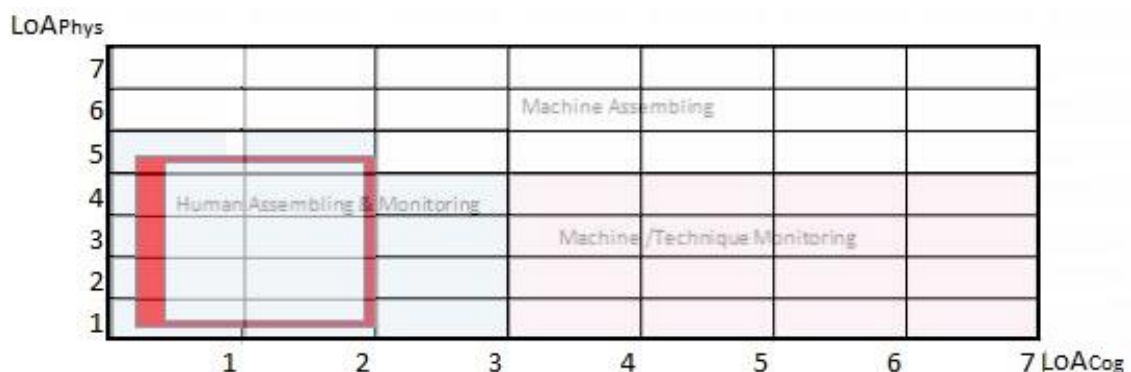 LoAPhys
7
6
Machine Assembling
5
4
Human Assembling & Monitoring
3
Machine /Technique Monitoring
2
1
1 2 3 4 5 6 7 LoACog